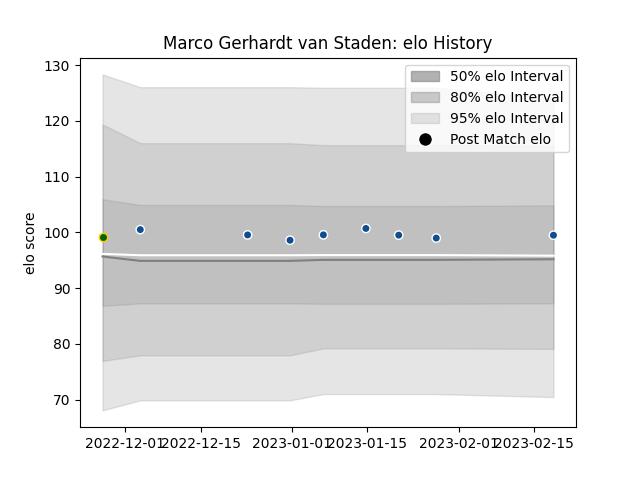 Marco Gerhardt van Staden: elo History
130
120
110
100
90
80
70
elo score
50% elo Interval
80% elo Interval
95% elo Interval
Post Match elo
2022-12-01
2022-12-15
2023-01-01
2023-01-15
2023-02-01
2023-02-15